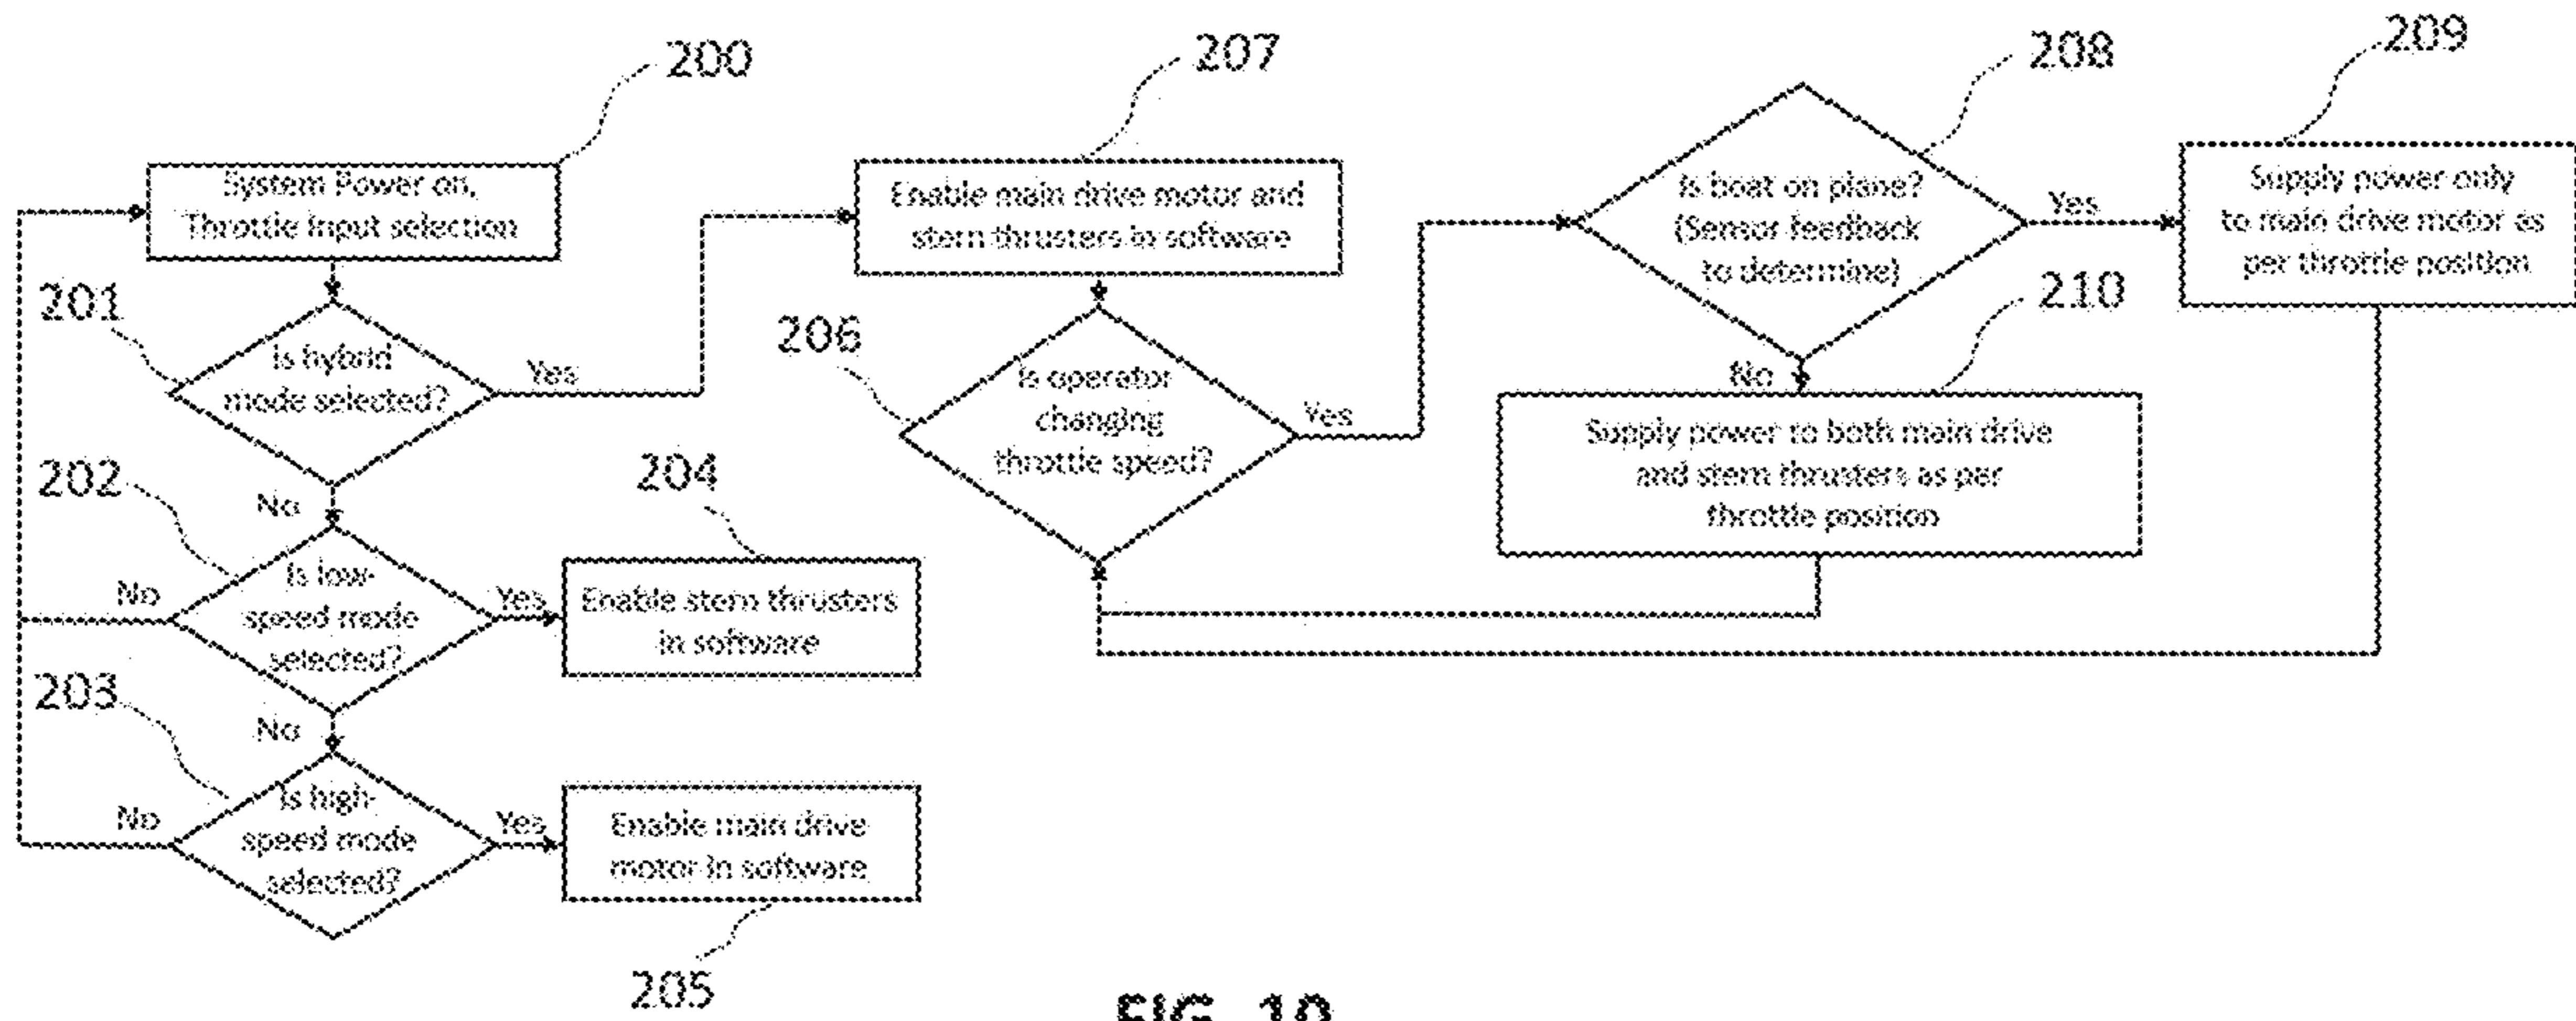 200
System Power on,
Throttle input selection
201
Is hybrid
mode selected?
Yes
No
202
Is low-
speed mode
selected?
No
Yes
204
Enable stern thrusters
in software
No
203
Is high-
speed mode
selected?
No
Yes
Enable main drive
motor in software
205
207
Enable main drive motor and
stern thrusters in software
206
Is operator
changing
throttle speed?
Yes
208
Is boat on plane?
(Sensor feedback
to determine)
Yes
No
209
Supply power only
to main drive motor as
per throttle position
210
Supply power to both main drive
and stern thrusters as per
throttle position
FIG. 10